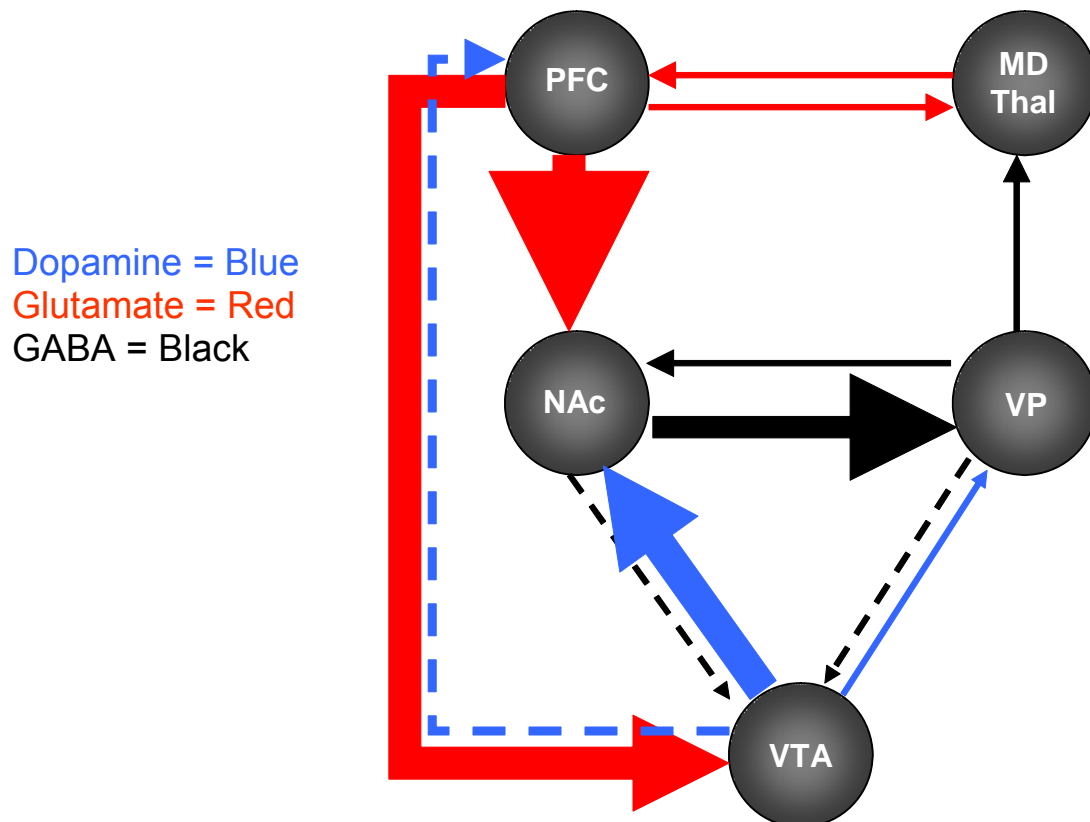 PFC
MD
Thal
Dopamine = Blue
Glutamate = Red
GABA = Black
NAc
VP
VTA